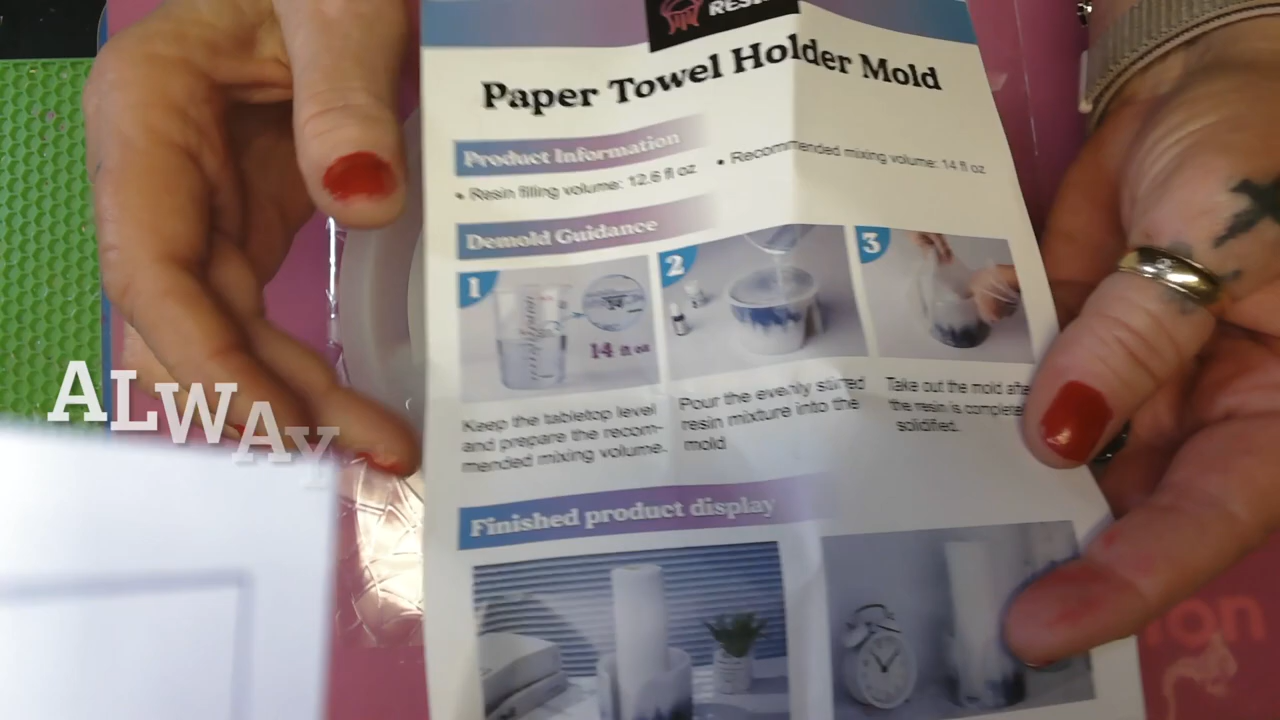 RESIN
Paper Towel Holder Mold
Product Information
• Resin filling volume: 12.6 fl oz
• Recommended mixing volume: 14 fl oz
Demold Guidance
1
2
3
14 fl oz
Keep the tabletop level
and prepare the recom-
mended mixing volume.
Pour the evenly stirred
resin mixture into the
mold
Take out the mold afte
the resin is complete
solidified.
Finished product display
ALWAY